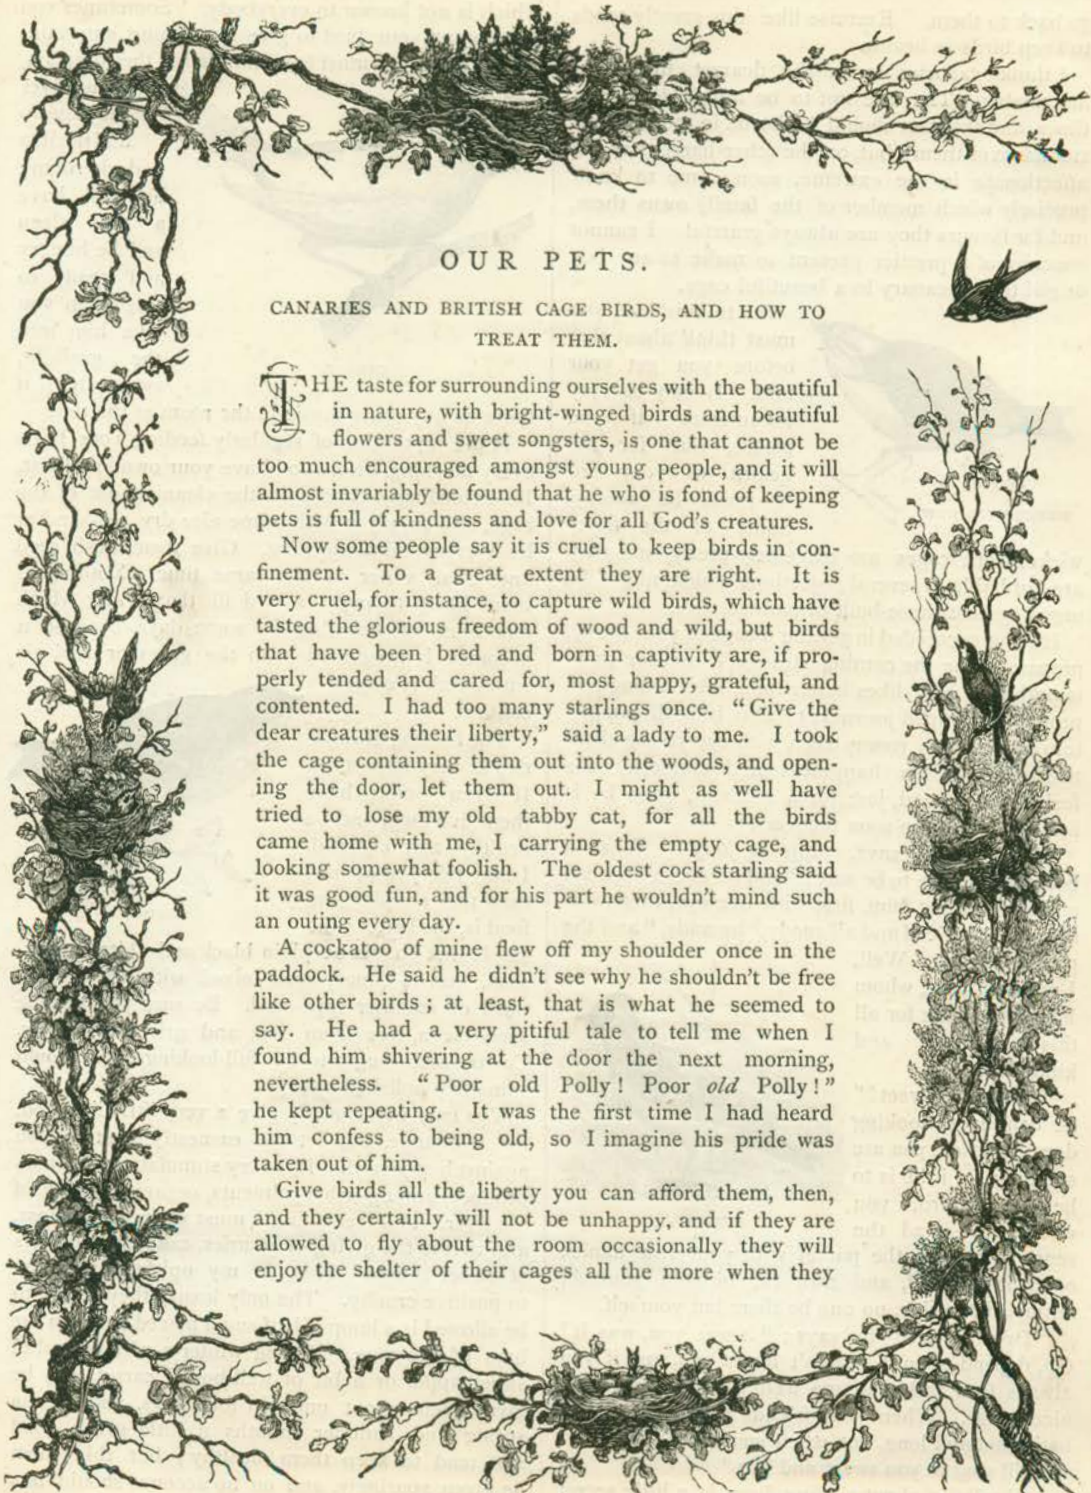 OUR PETS.
CANARIES AND BRITISH CAGE BIRDS, AND HOW TO
TREAT THEM.
THE taste for surrounding ourselves with the beautiful
in nature, with bright-winged birds and beautiful
flowers and sweet songsters, is one that cannot be
too much encouraged amongst young people, and it will
almost invariably be found that he who is fond of keeping
pets is full of kindness and love for all God's creatures.
Now some people say it is cruel to keep birds in con-
finement. To a great extent they are right. It is
very cruel, for instance, to capture wild birds, which have
tasted the glorious freedom of wood and wild, but birds
that have been bred and born in captivity are, if pro-
perly tended and cared for, most happy, grateful, and
contented. I had too many starlings once. "Give the
dear creatures their liberty," said a lady to me. I took
the cage containing them out into the woods, and open-
ing the door, let them out. I might as well have
tried to lose my old tabby cat, for all the birds
came home with me, I carrying the empty cage, and
looking somewhat foolish. The oldest cock starling said
it was good fun, and for his part he wouldn't mind such
an outing every day.
A cockatoo of mine flew off my shoulder once in the
paddock. He said he didn't see why he shouldn't be free
like other birds; at least, that is what he seemed to
say. He had a very pitiful tale to tell me when I
found him shivering at the door the next morning,
nevertheless. "Poor old Polly! Poor old Polly!"
he kept repeating. It was the first time I had heard
him confess to being old, so I imagine his pride was
taken out of him.
Give birds all the liberty you can afford them, then,
and they certainly will not be unhappy, and if they are
allowed to fly about the room occasionally they will
enjoy the shelter of their cages all the more when they